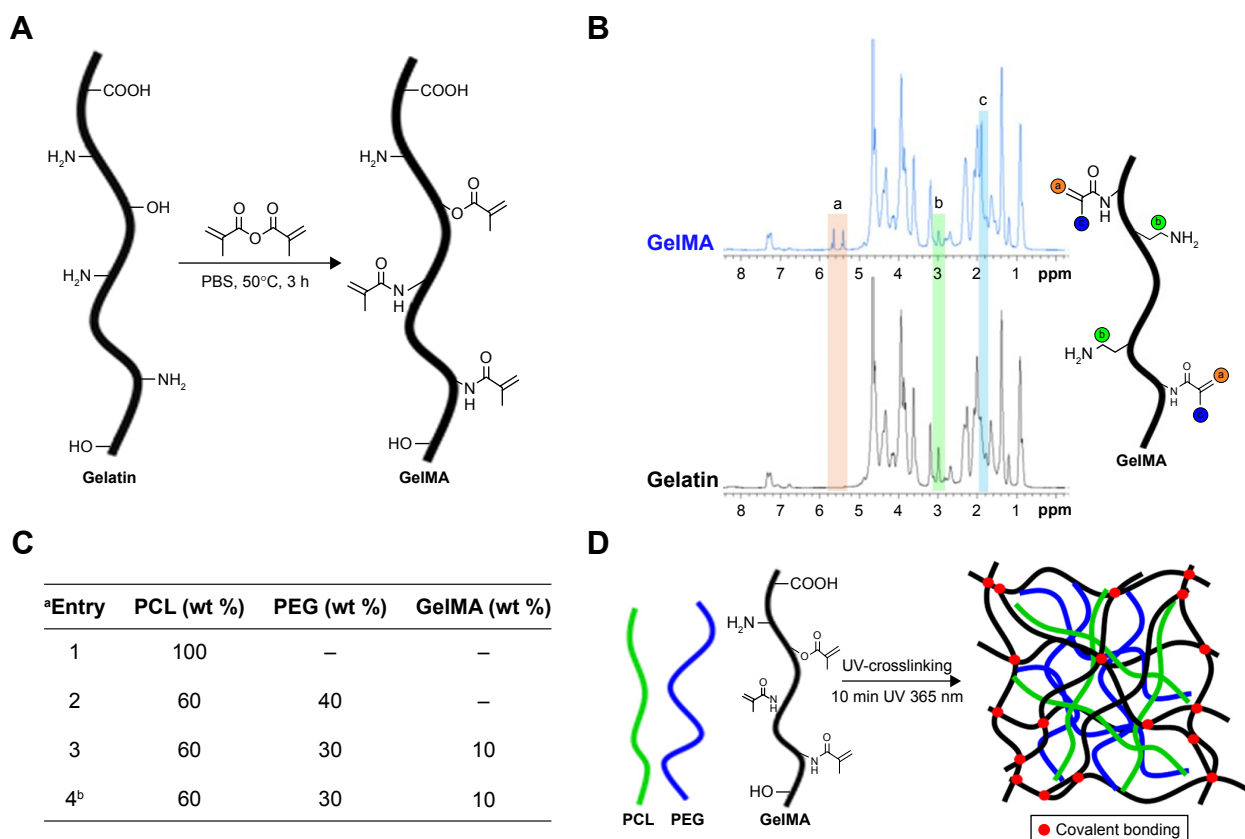 A
COOH
H₂N
OH
H₂N
NH₂
HO
Gelatin
O O
O
PBS, 50°C, 3 h
COOH
H₂N
O
O
O
N
H
O
N
H
HO
GelMA
B
a
b
c
GelMA
8 7 6 5 4 3 2 1 ppm
Gelatin
8 7 6 5 4 3 2 1 ppm
a
O
N
H
c
b
NH₂
b
H₂N
O
a
N
H
c
GelMA
C
ᵃEntry PCL (wt %) PEG (wt %) GelMA (wt %)
1 100 – –
2 60 40 –
3 60 30 10
4ᵇ 60 30 10
D
PCL
PEG
COOH
H₂N
O
O
O
N
H
O
N
H
HO
GelMA
UV-crosslinking
10 min UV 365 nm
Covalent bonding